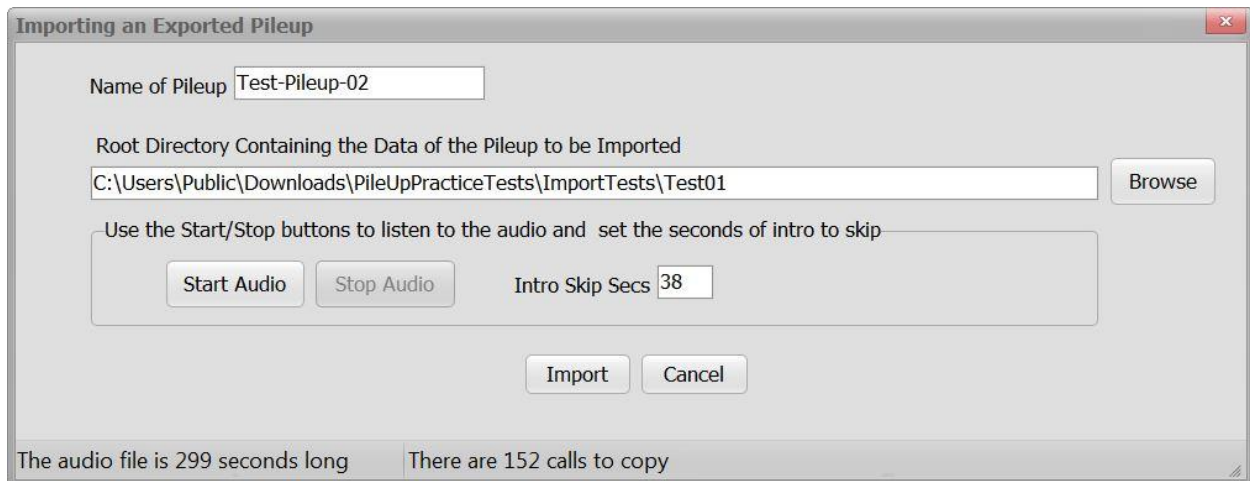 Importing an Exported Pileup
Name of Pileup Test-Pileup-02
Root Directory Containing the Data of the Pileup to be Imported
C:\Users\Public\Downloads\PileUpPracticeTests\ImportTests\Test01 Browse
Use the Start/Stop buttons to listen to the audio and set the seconds of intro to skip
Start Audio Stop Audio Intro Skip Secs 38
Import Cancel
The audio file is 299 seconds long There are 152 calls to copy